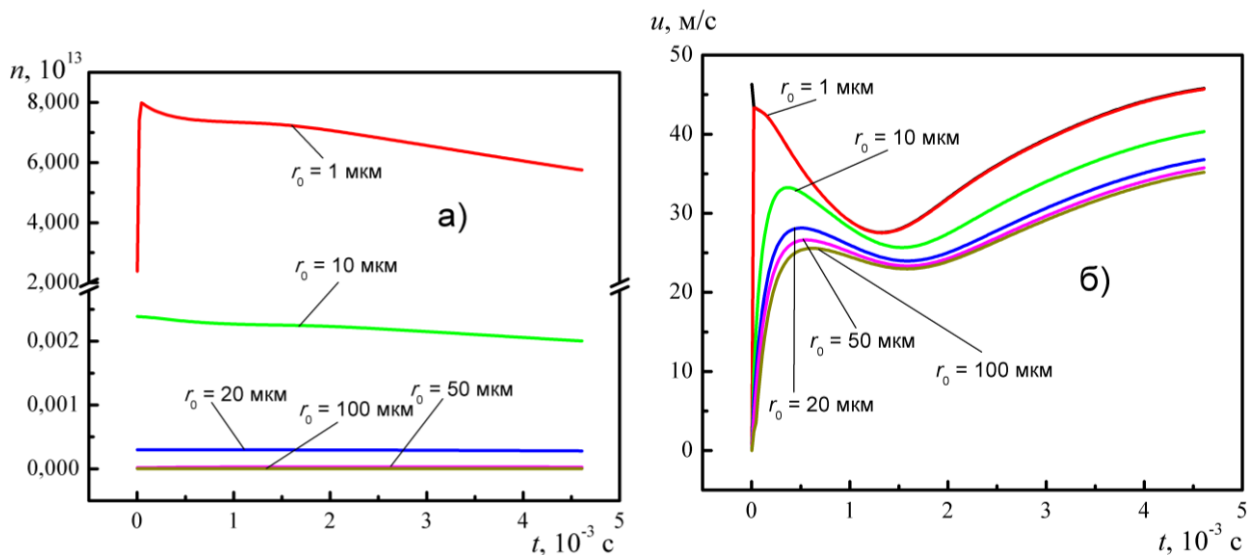 n, 10¹³
8,000
6,000
4,000
2,000
0,002
0,001
0,000
r₀ = 1 мкм
а)
r₀ = 10 мкм
r₀ = 20 мкм
r₀ = 50 мкм
r₀ = 100 мкм
0 1 2 3 4 5
t, 10⁻³ с
u, м/с
50
40
30
20
10
0
r₀ = 1 мкм
r₀ = 10 мкм
б)
r₀ = 50 мкм
r₀ = 100 мкм
r₀ = 20 мкм
0 1 2 3 4 5
t, 10⁻³ с